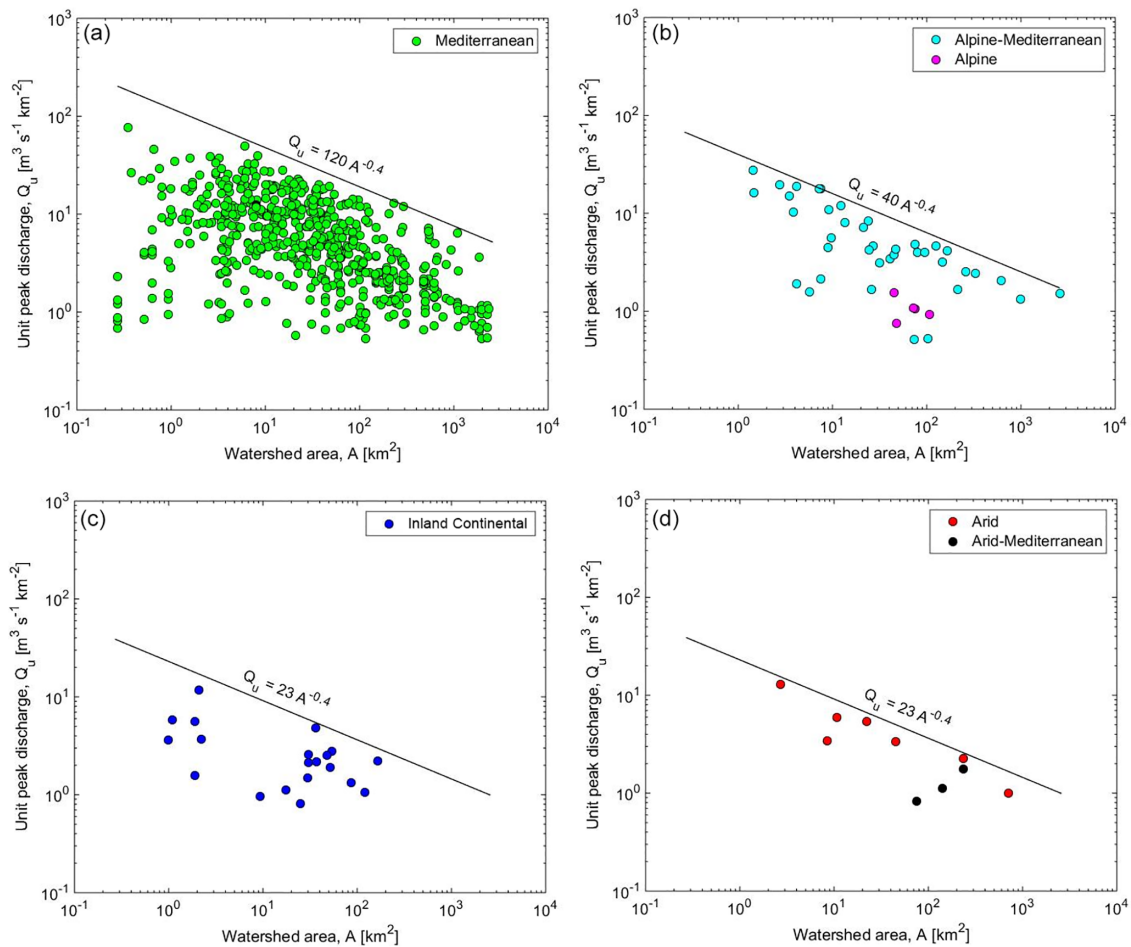 (a)
Mediterranean
Q_u = 120 A^-0.4
10^3
10^2
10^1
10^0
10^-1
10^-1
10^0
10^1
10^2
10^3
10^4
Unit peak discharge, Q_u [m^3 s^-1 km^-2]
Watershed area, A [km^2]
(b)
Alpine-Mediterranean
Alpine
Q_u = 40 A^-0.4
10^3
10^2
10^1
10^0
10^-1
10^-1
10^0
10^1
10^2
10^3
10^4
Unit peak discharge, Q_u [m^3 s^-1 km^-2]
Watershed area, A [km^2]
(c)
Inland Continental
Q_u = 23 A^-0.4
10^3
10^2
10^1
10^0
10^-1
10^-1
10^0
10^1
10^2
10^3
10^4
Unit peak discharge, Q_u [m^3 s^-1 km^-2]
Watershed area, A [km^2]
(d)
Arid
Arid-Mediterranean
Q_u = 23 A^-0.4
10^3
10^2
10^1
10^0
10^-1
10^-1
10^0
10^1
10^2
10^3
10^4
Unit peak discharge, Q_u [m^3 s^-1 km^-2]
Watershed area, A [km^2]